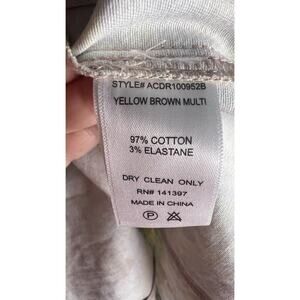 STYLE# ACDR100952B
YELLOW BROWN MULTI
97% COTTON
3% ELASTANE
DRY CLEAN ONLY
RN# 141397
MADE IN CHINA
P